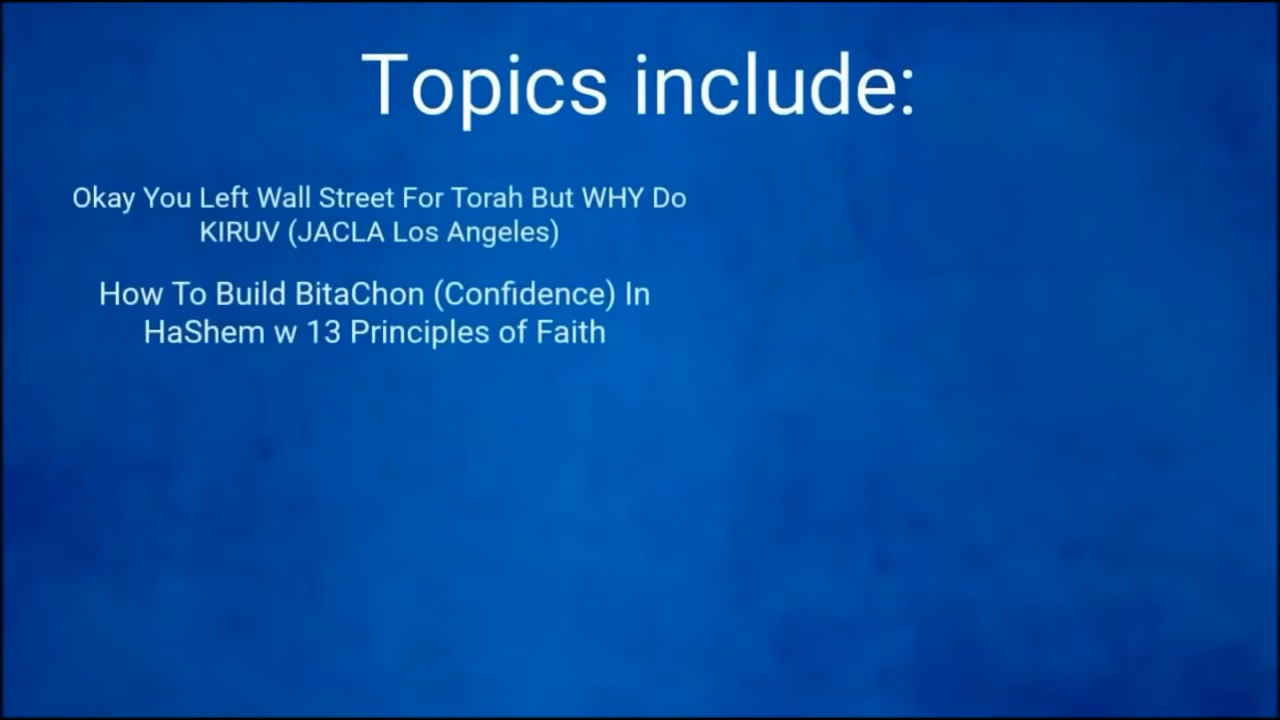 Topics include:
Okay You Left Wall Street For Torah But WHY Do
KIRUV (JACLA Los Angeles)
How To Build BitaChon (Confidence) In
HaShem w 13 Principles of Faith